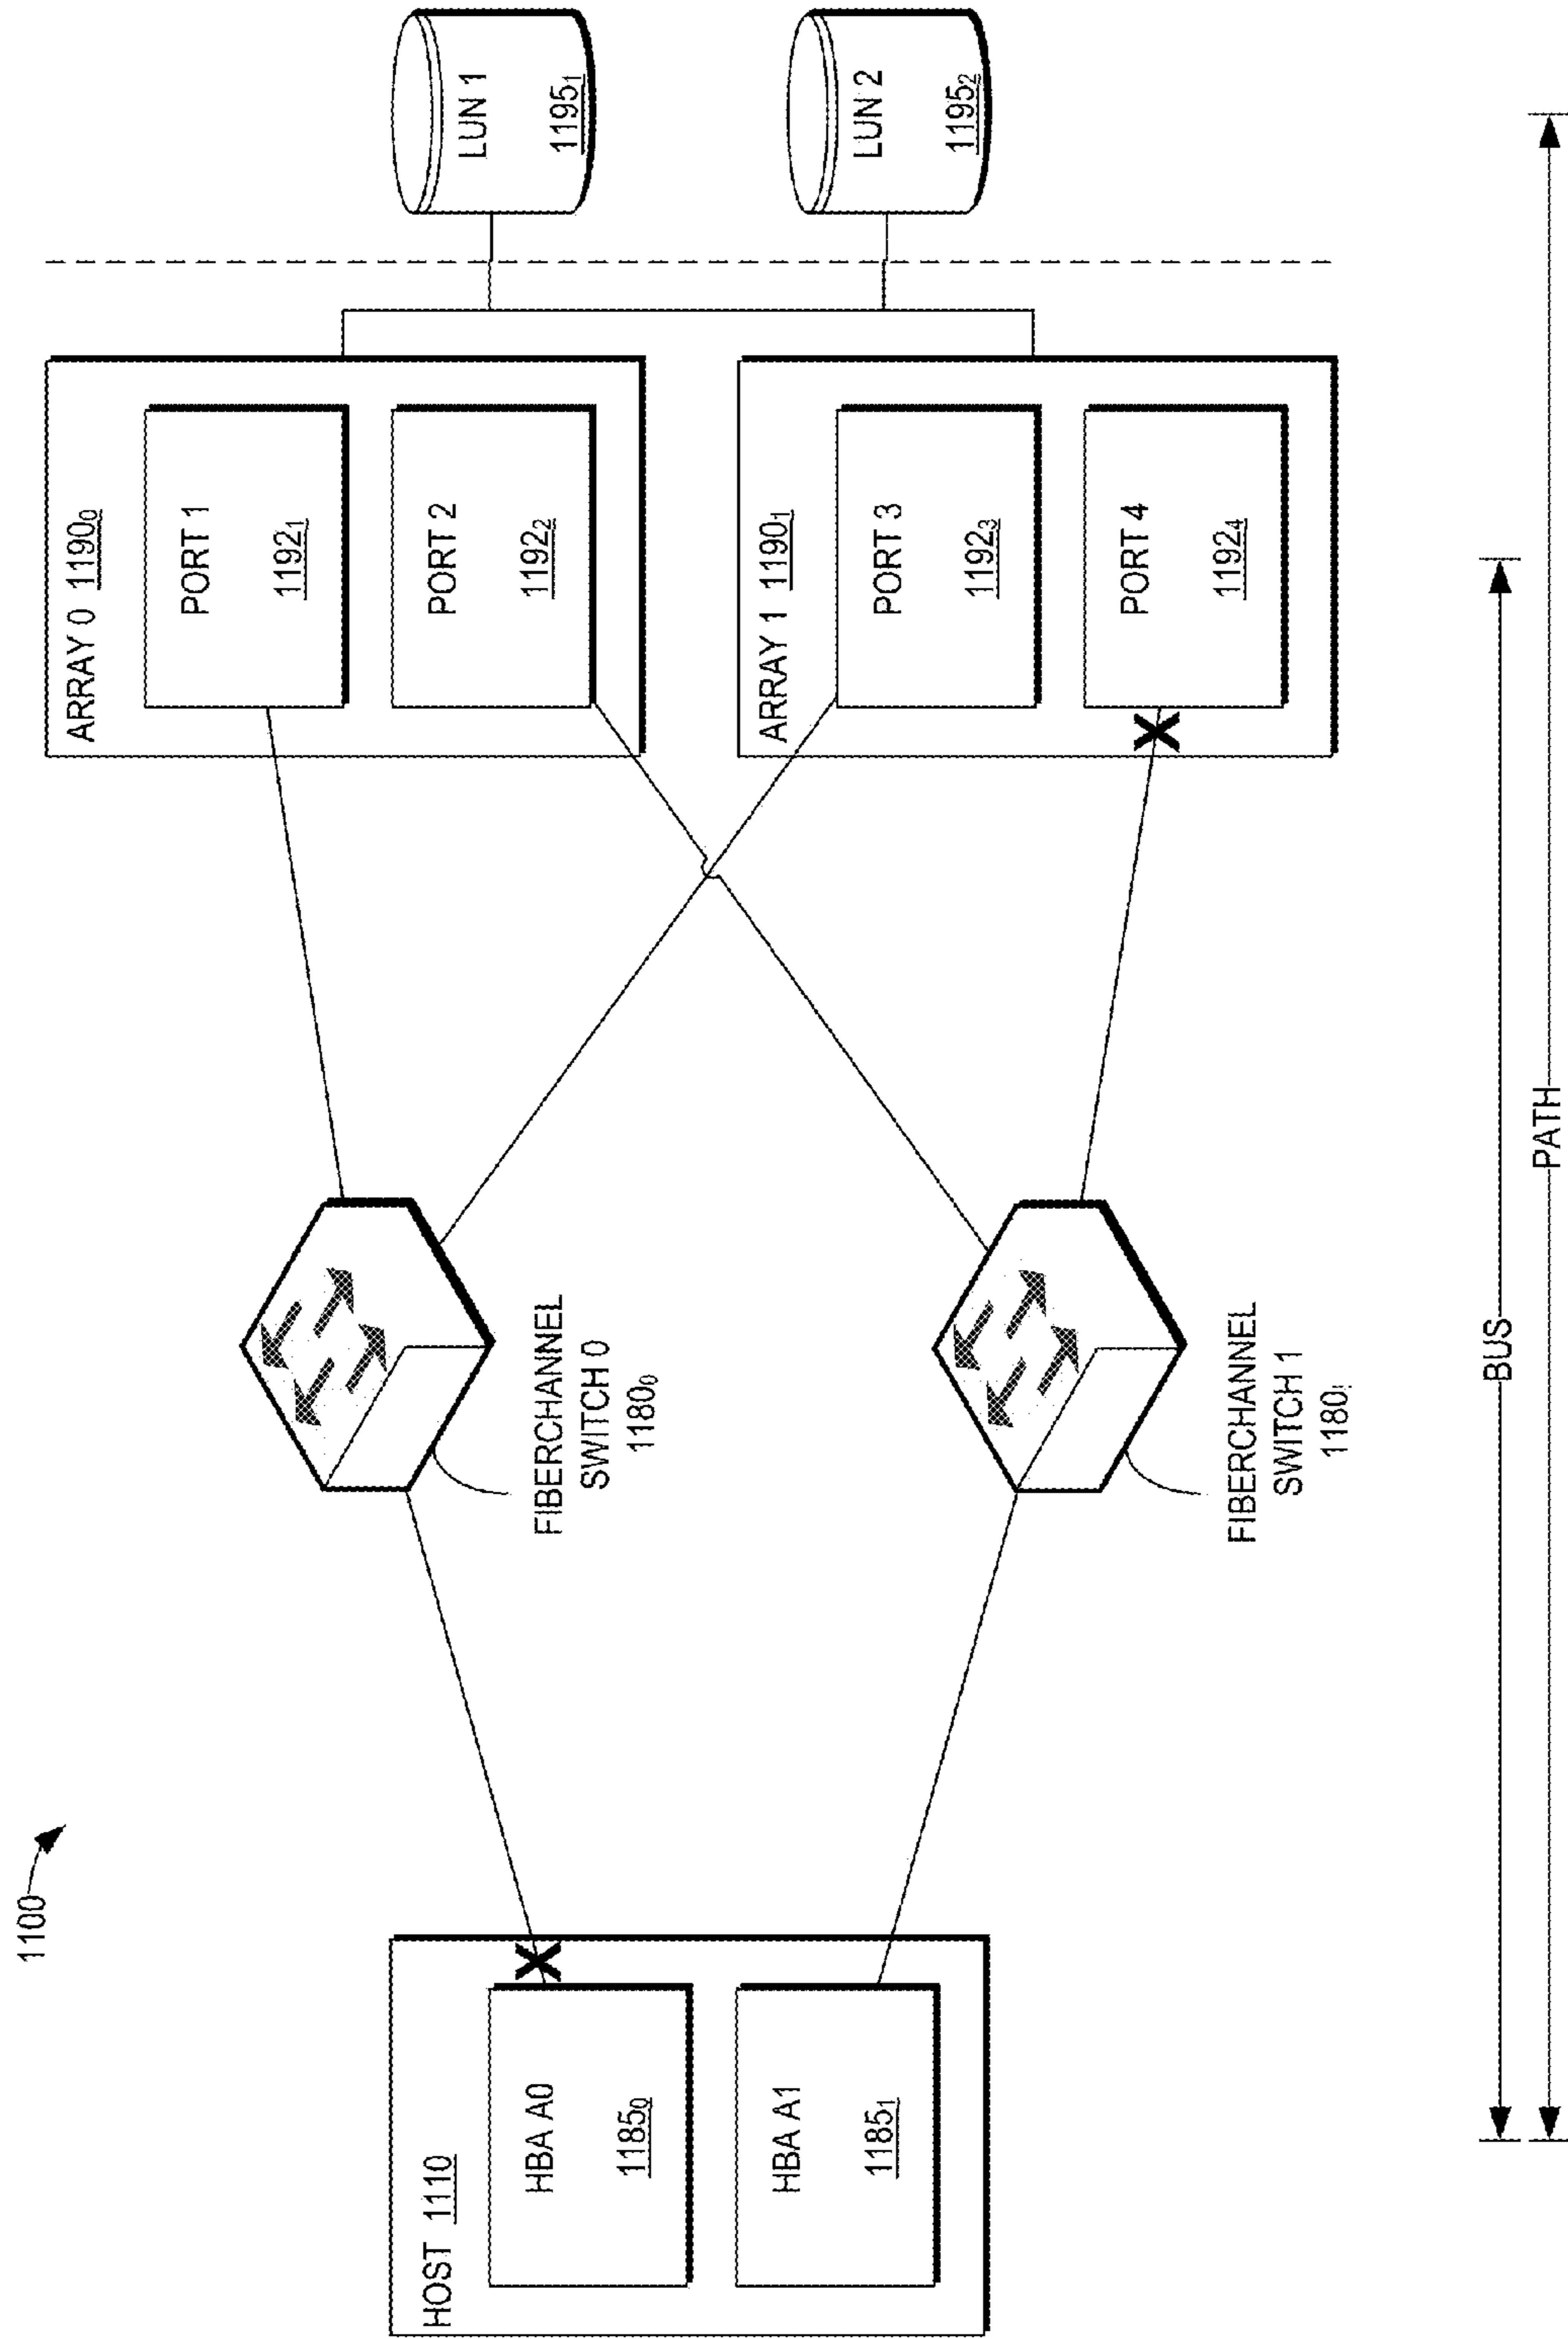 1100
HOST 1110
HBA A0
1185₀
HBA A1
1185₁
FIBERCHANNEL
SWITCH 0
1180₀
FIBERCHANNEL
SWITCH 1
1180₁
ARRAY 0 1190₀
PORT 1
1192₁
PORT 2
1192₂
ARRAY 1 1190₁
PORT 3
1192₃
PORT 4
1192₄
LUN 1
1195₁
LUN 2
1195₂
BUS
PATH